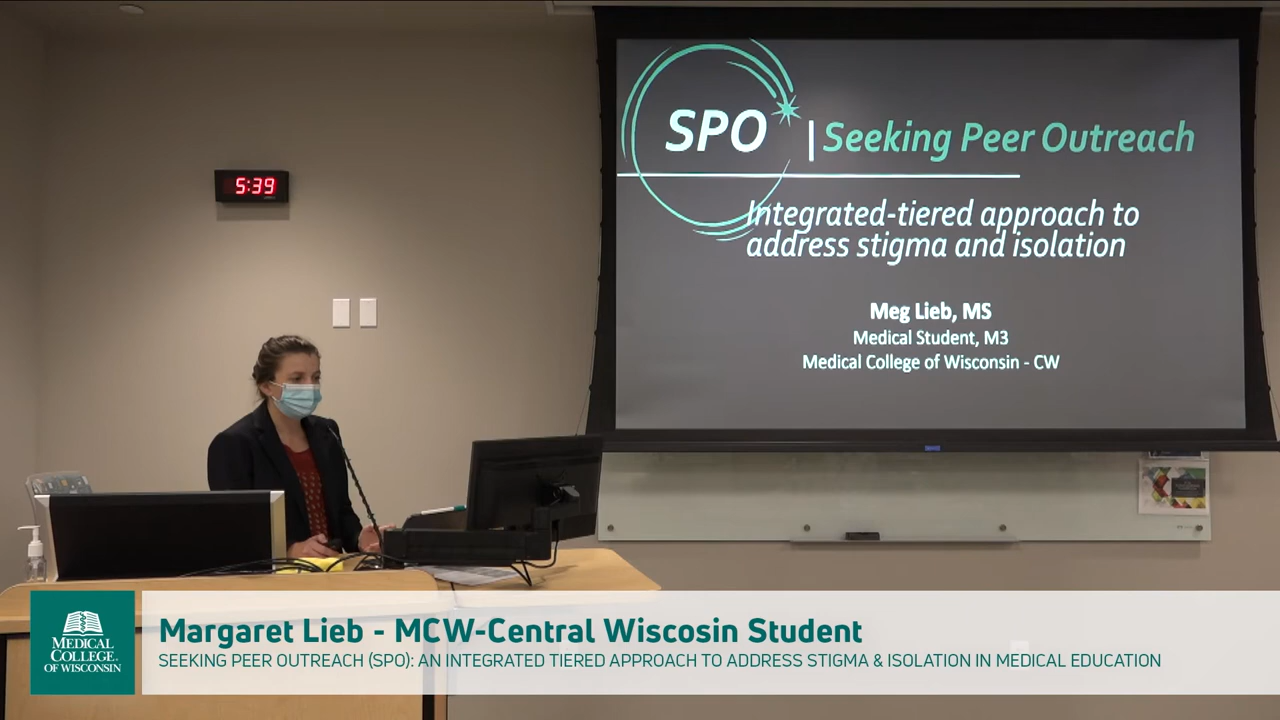 SPO | Seeking Peer Outreach
Integrated-tiered approach to
address stigma and isolation
Meg Lieb, MS
Medical Student, M3
Medical College of Wisconsin - CW
5:39
MEDICAL
COLLEGE
OF WISCONSIN
Margaret Lieb - MCW-Central Wiscosin Student
SEEKING PEER OUTREACH (SPO): AN INTEGRATED TIERED APPROACH TO ADDRESS STIGMA & ISOLATION IN MEDICAL EDUCATION